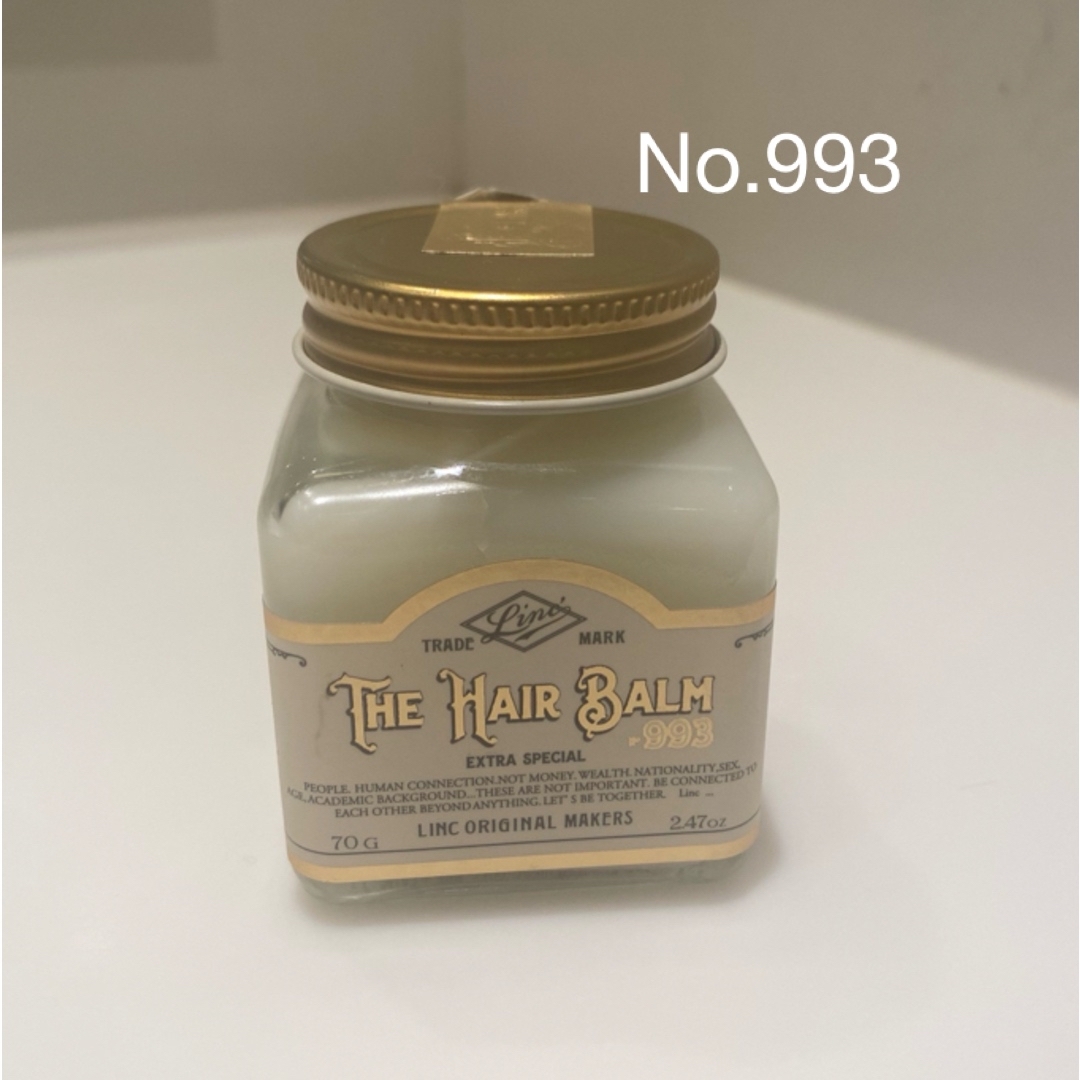 No.993
Linc
TRADE MARK
THE HAIR BALM
993
EXTRA SPECIAL
PEOPLE. HUMAN CONNECTION.NOT MONEY. WEALTH. NATIONALITY.SEX.
AGE.ACADEMIC BACKGROUND...THESE ARE NOT IMPORTANT. BE CONNECTED TO
EACH OTHER BEYOND ANYTHING. LET'S BE TOGETHER. Linc ...
LINC ORIGINAL MAKERS
70 G
2.47OZ